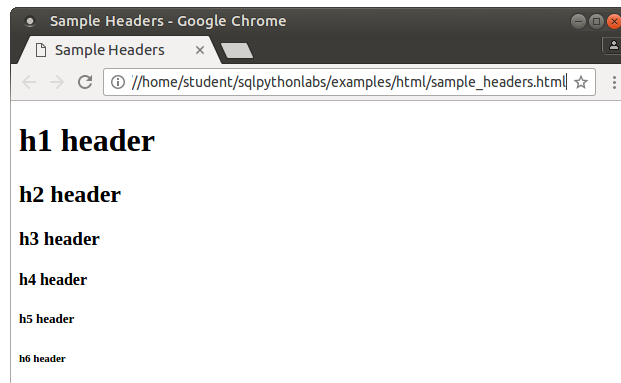 Sample Headers - Google Chrome
Sample Headers
//home/student/sqlpythonlabs/examples/html/sample_headers.html
h1 header
h2 header
h3 header
h4 header
h5 header
h6 header